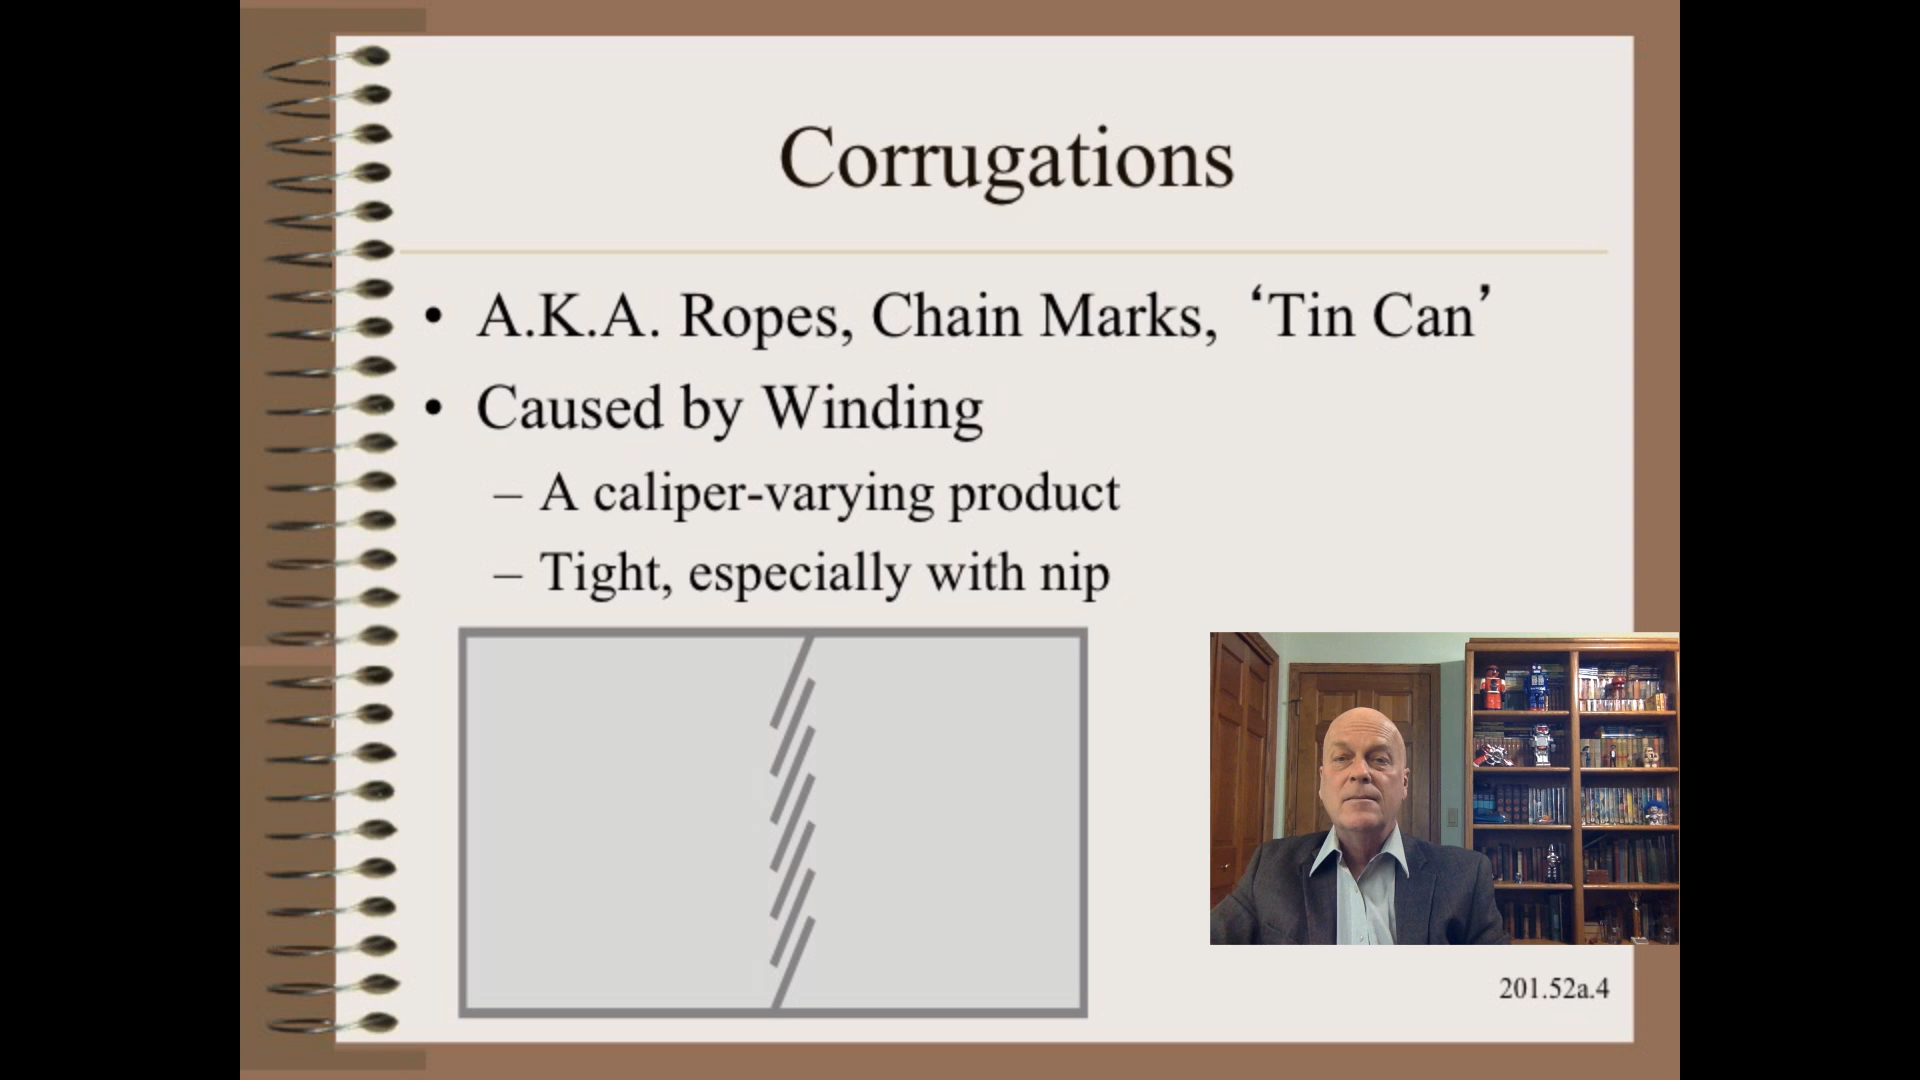 Corrugations
• A.K.A. Ropes, Chain Marks, ‘Tin Can’
• Caused by Winding
– A caliper-varying product
– Tight, especially with nip
201.52a.4